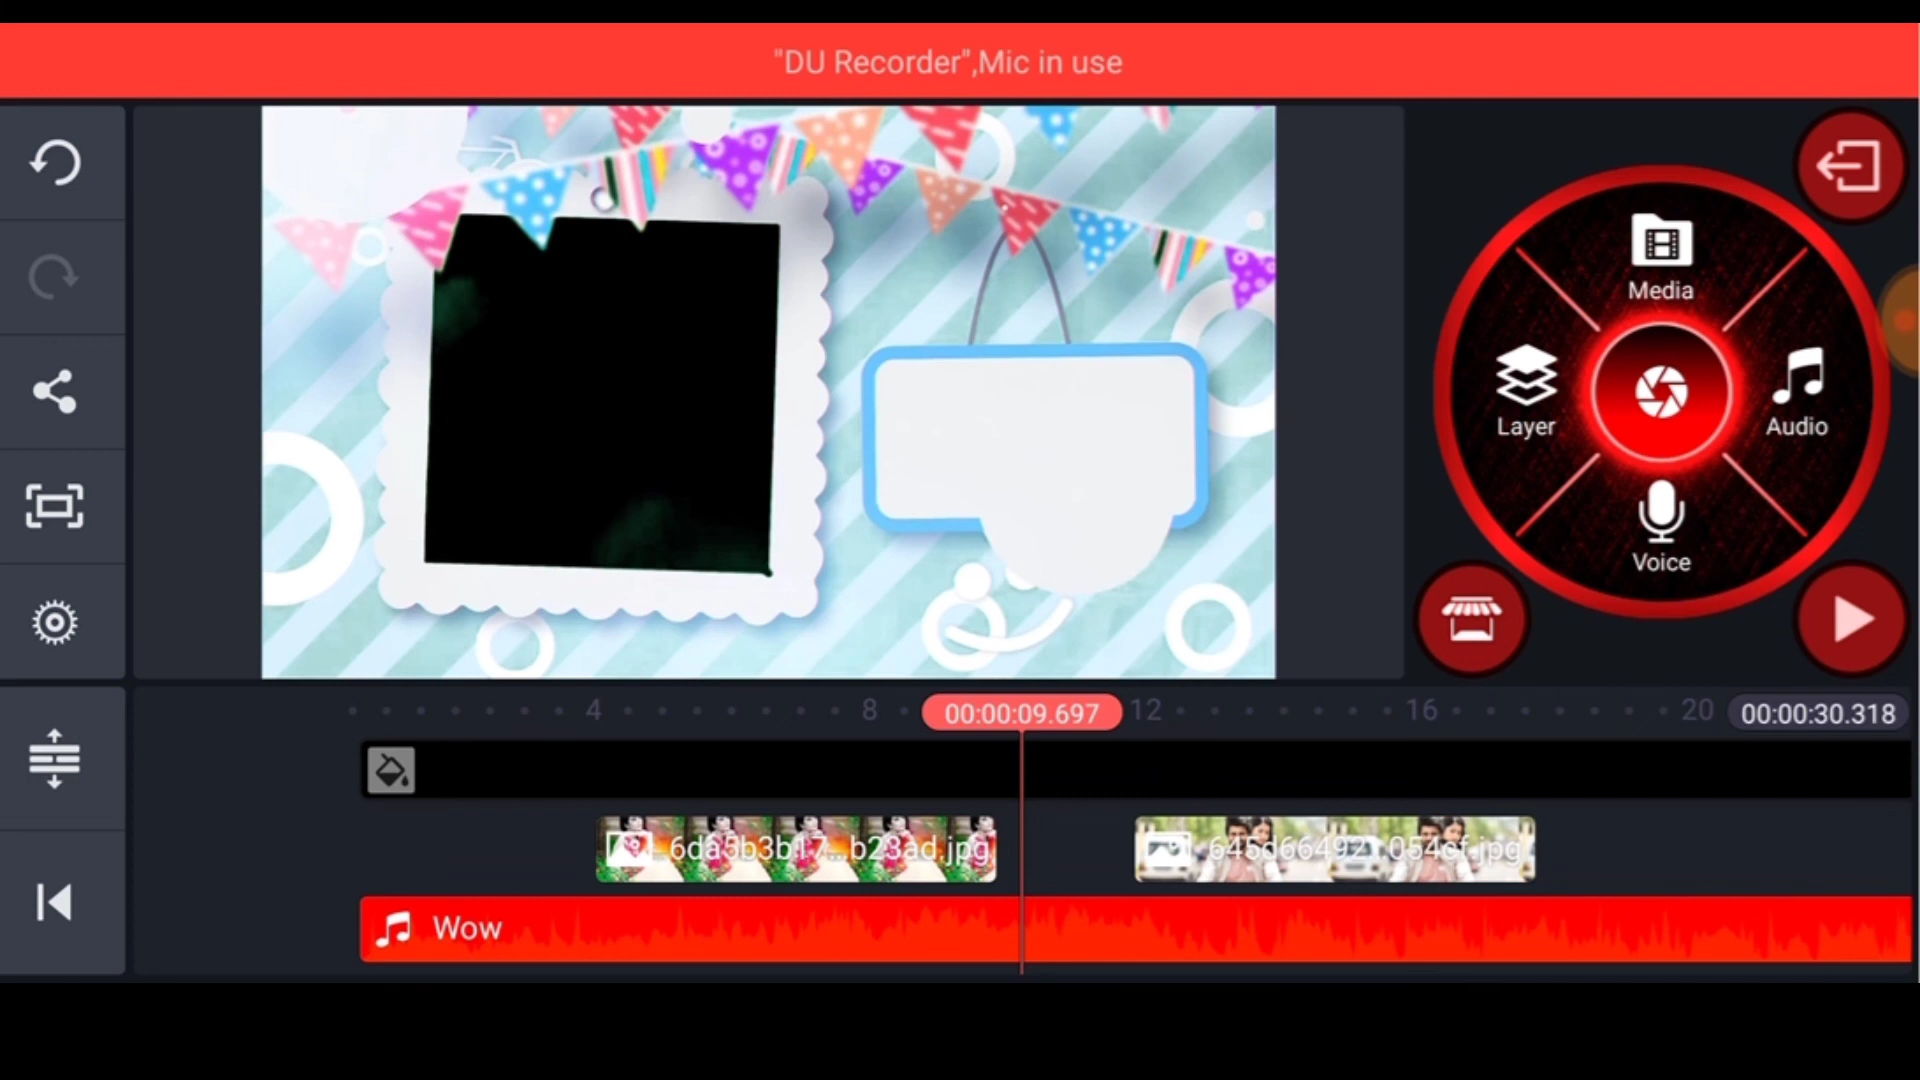 "DU Recorder",Mic in use
Media
Layer
Audio
Voice
4
8
00:00:09.697
12
16
20
00:00:30.318
6da5b3b17...b23ad.jpg
645d664921054cf.jpg
Wow